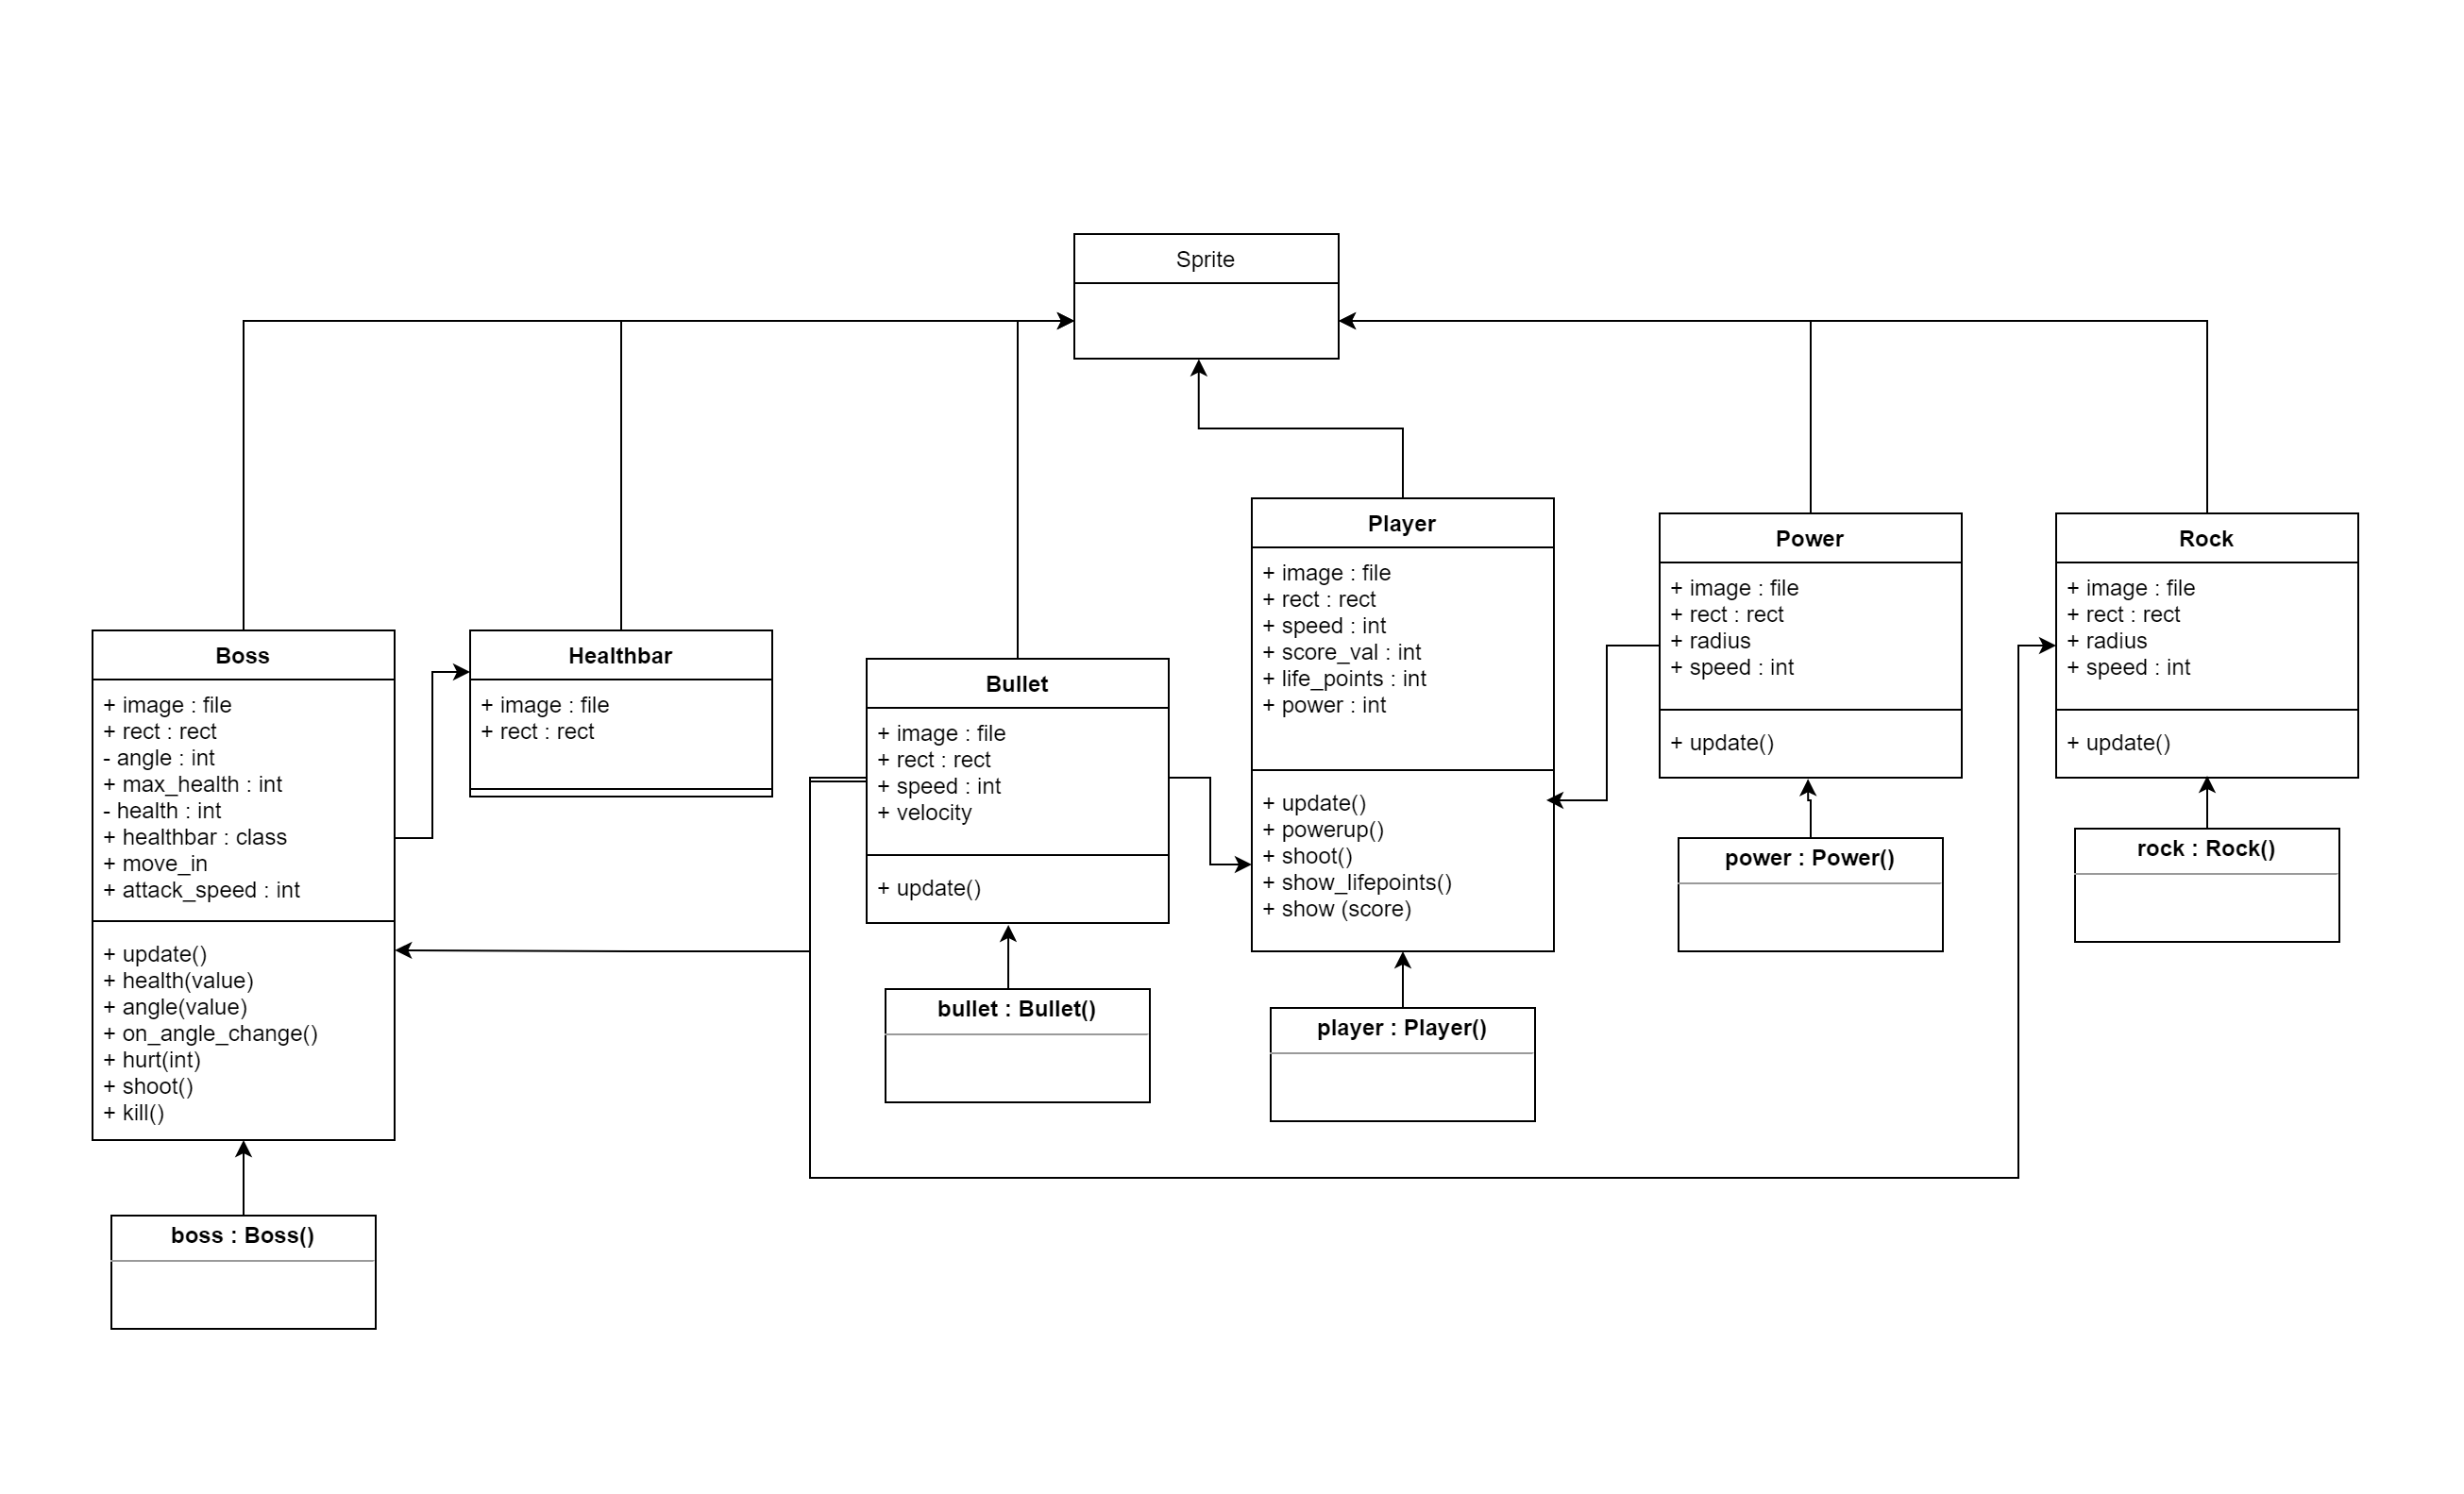 Sprite
Player
+ image : file
+ rect : rect
+ speed : int
+ score_val : int
+ life_points : int
+ power : int
+ update()
+ powerup()
+ shoot()
+ show_lifepoints()
+ show (score)
Power
+ image : file
+ rect : rect
+ radius
+ speed : int
+ update()
Rock
+ image : file
+ rect : rect
+ radius
+ speed : int
+ update()
Boss
+ image : file
+ rect : rect
- angle : int
+ max_health : int
- health : int
+ healthbar : class
+ move_in
+ attack_speed : int
+ update()
+ health(value)
+ angle(value)
+ on_angle_change()
+ hurt(int)
+ shoot()
+ kill()
Healthbar
+ image : file
+ rect : rect
Bullet
+ image : file
+ rect : rect
+ speed : int
+ velocity
+ update()
power : Power()
rock : Rock()
bullet : Bullet()
player : Player()
boss : Boss()